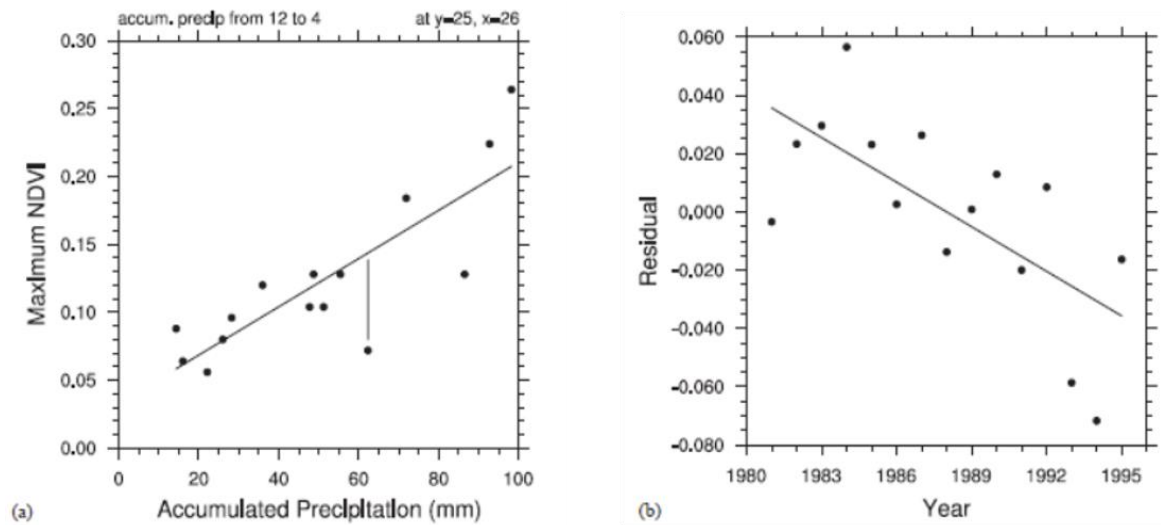 accum. precip from 12 to 4 at y=25, x=26
0.30
0.25
0.20
0.15
0.10
0.05
0.00
Maximum NDVI
0 20 40 60 80 100
Accumulated Precipitation (mm)
(a)
0.060
0.040
0.020
0.000
-0.020
-0.040
-0.060
-0.080
Residual
1980 1983 1986 1989 1992 1995
Year
(b)